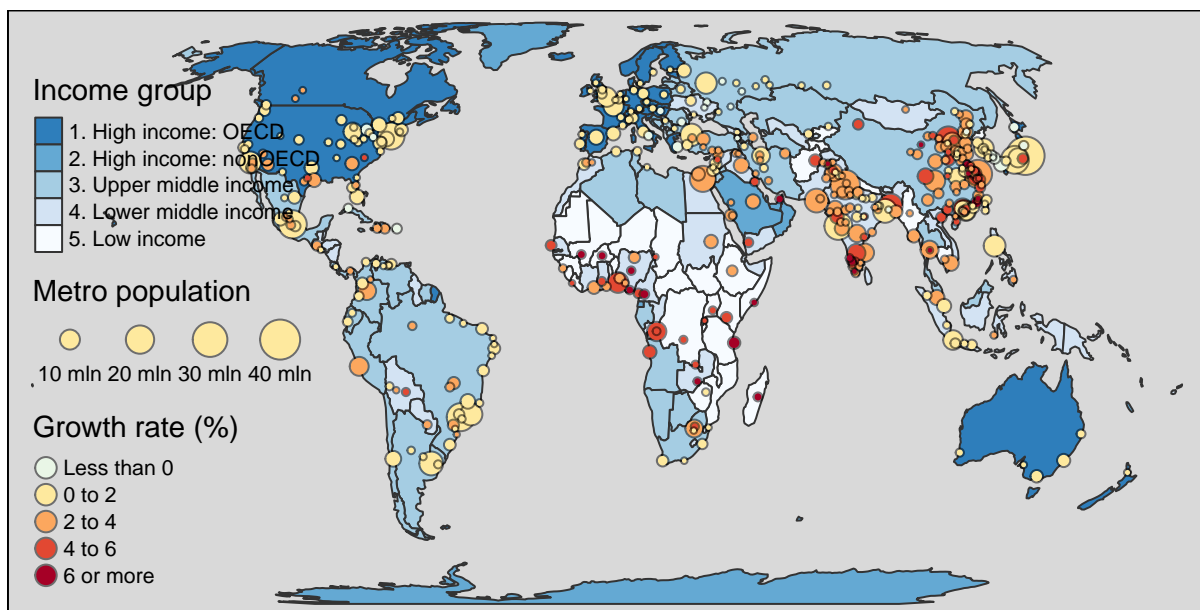 Income group
1. High income: OECD
2. High income: nonOECD
3. Upper middle income
4. Lower middle income
5. Low income
Metro population
10 mln 20 mln 30 mln 40 mln
Growth rate (%)
Less than 0
0 to 2
2 to 4
4 to 6
6 or more